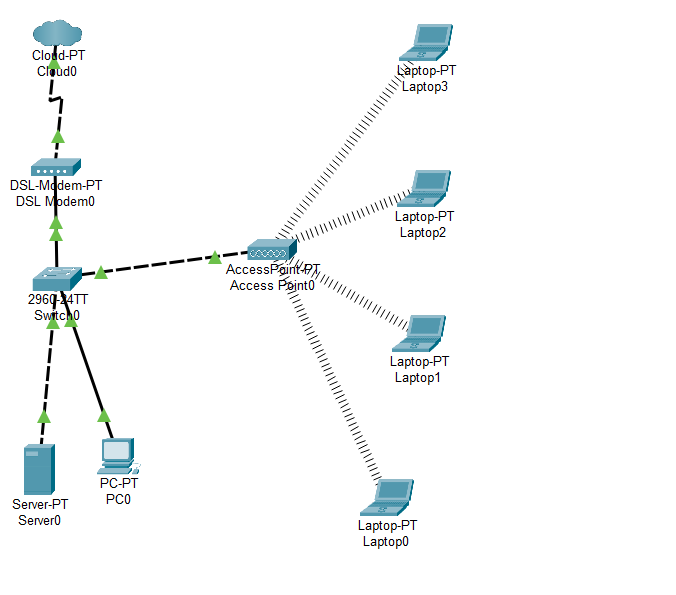 Cloud-PT
Cloud0
DSL-Modem-PT
DSL Modem0
2960-24TT
Switch0
Server-PT
Server0
PC-PT
PC0
AccessPoint-PT
Access Point0
Laptop-PT
Laptop3
Laptop-PT
Laptop2
Laptop-PT
Laptop1
Laptop-PT
Laptop0